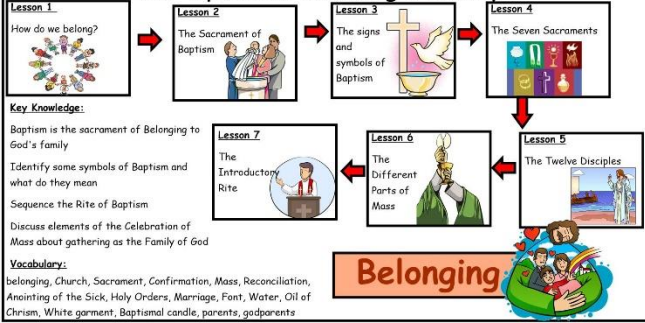 Lesson 1
How do we belong?
Lesson 2
The Sacrament of
Baptism
Lesson 3
The signs
and
symbols of
Baptism
Lesson 4
The Seven Sacraments
Key Knowledge:
Baptism is the sacrament of Belonging to
God's family
Identify some symbols of Baptism and
what do they mean
Sequence the Rite of Baptism
Discuss elements of the Celebration of
Mass about gathering as the Family of God
Lesson 7
The
Introductory
Rite
Lesson 6
The
Different
Parts of
Mass
Lesson 5
The Twelve Disciples
Vocabulary:
belonging, Church, Sacrament, Confirmation, Mass, Reconciliation,
Anointing of the Sick, Holy Orders, Marriage, Font, Water, Oil of
Chrism, White garment, Baptismal candle, parents, godparents
Belonging